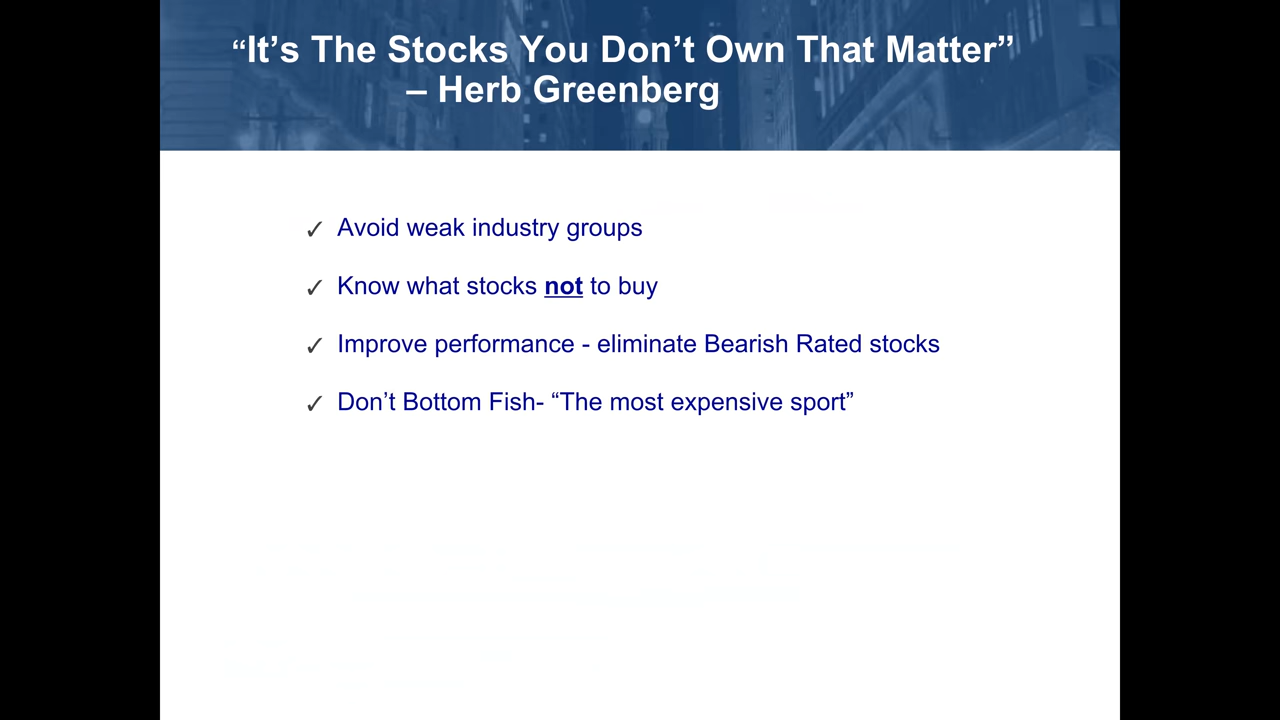 “It’s The Stocks You Don’t Own That Matter”
– Herb Greenberg
✓ Avoid weak industry groups
✓ Know what stocks not to buy
✓ Improve performance - eliminate Bearish Rated stocks
✓ Don’t Bottom Fish- “The most expensive sport”